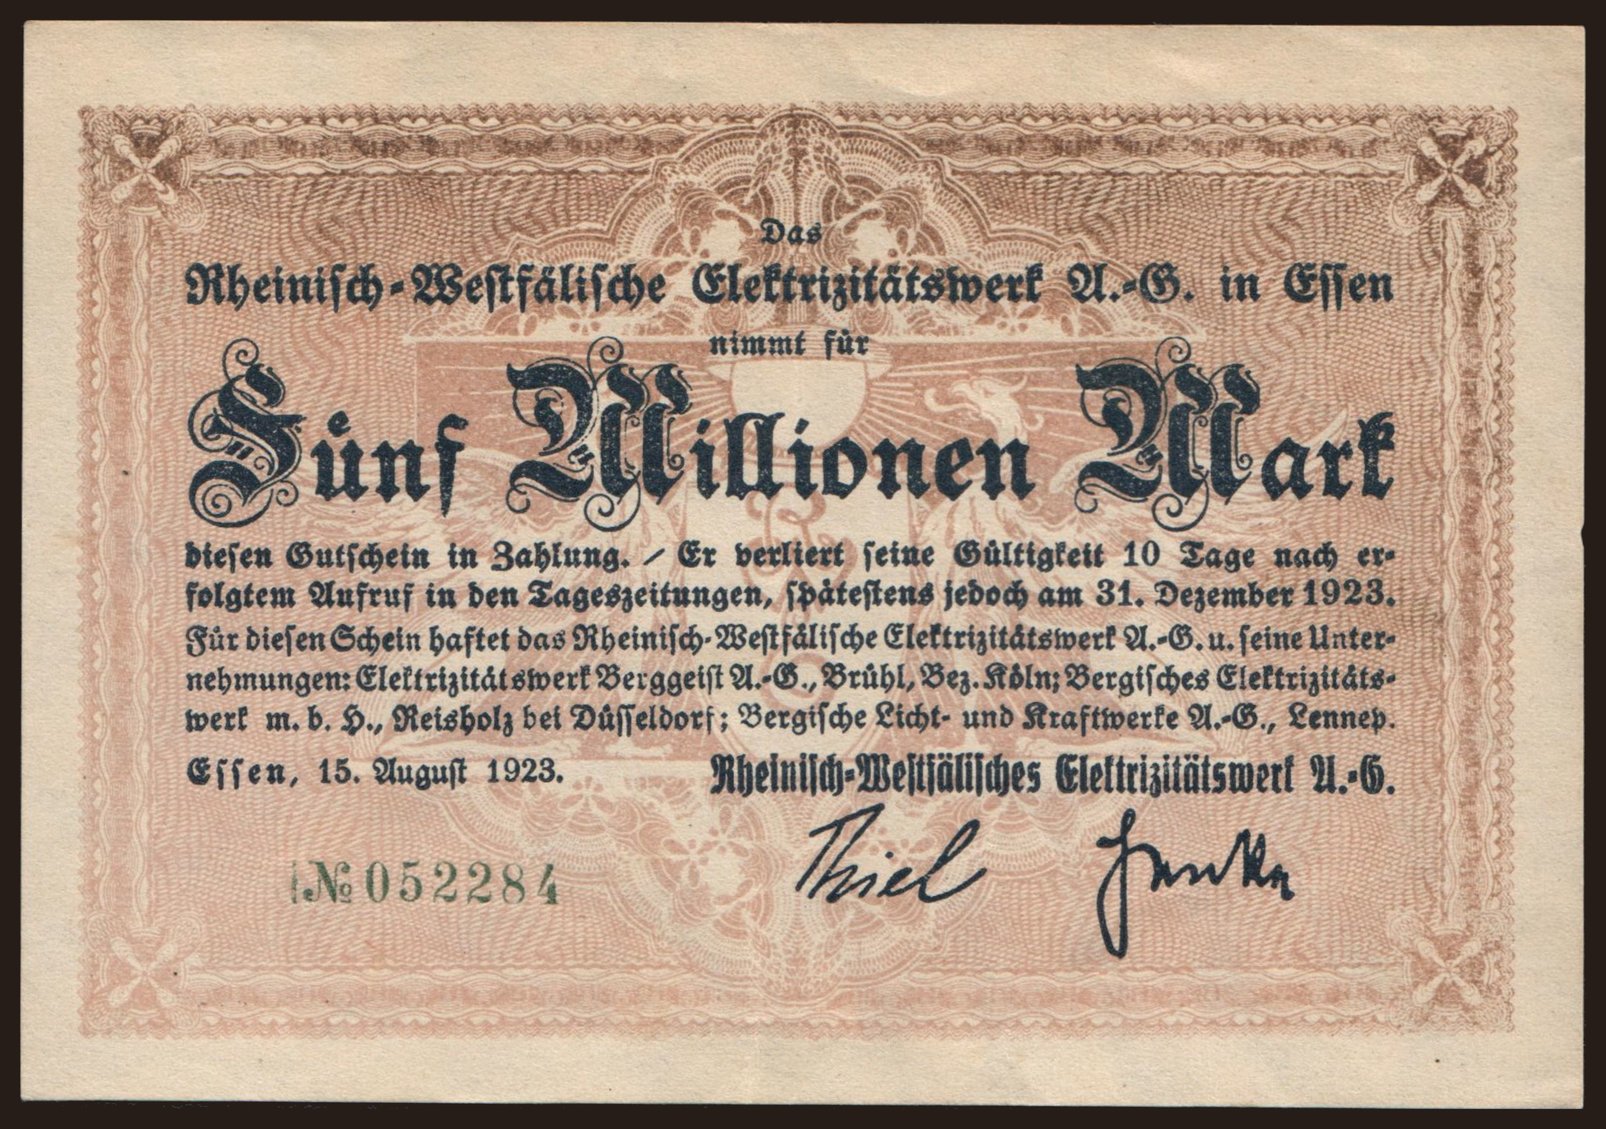 Das
Rheinisch-Westfälische Elektrizitätswerk A.-G. in Essen
nimmt für
Fünf Millionen Mark
diesen Gutschein in Zahlung. / Er verliert seine Gültigkeit 10 Tage nach er-
folgtem Aufruf in den Tageszeitungen, spätestens jedoch am 31. Dezember 1923.
Für diesen Schein haftet das Rheinisch-Westfälische Elektrizitätswerk A.-G. u. seine Unter-
nehmungen: Elektrizitätswerk Berggeist A.-G., Brühl, Bez. Köln; Bergisches Elektrizitäts-
werk m. b. H., Reisholz bei Düsseldorf; Bergische Licht- und Kraftwerke A.-G., Lennep.
Essen, 15. August 1923.
Rheinisch-Westfälisches Elektrizitätswerk A.-G.
Thiel
№ 052284